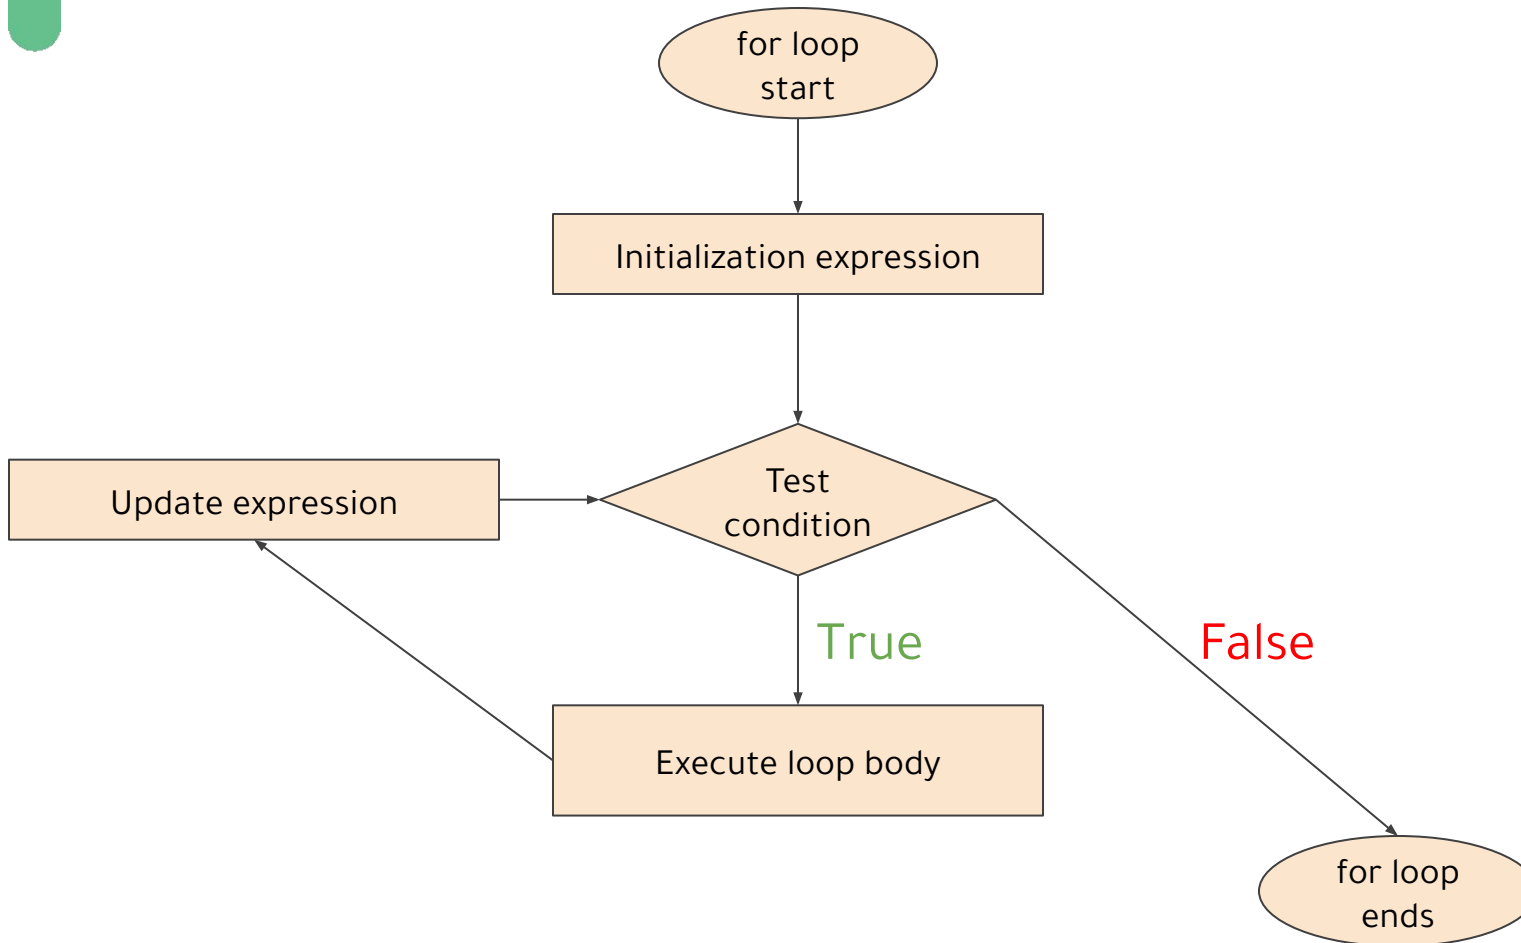 for loop
start
Initialization expression
Update expression
Test
condition
True
False
Execute loop body
for loop
ends